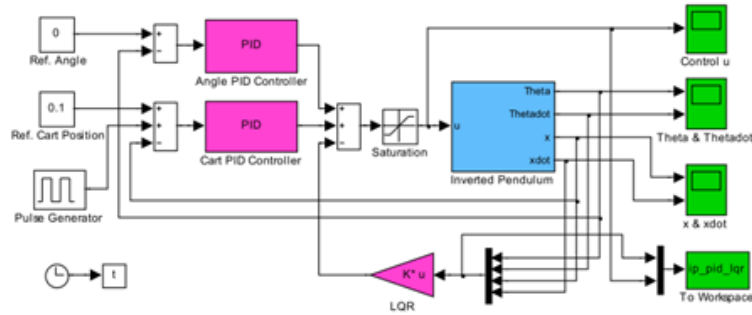 0
Ref. Angle
+
−
PID
Angle PID Controller
0.1
Ref. Cart Position
+
+
−
PID
Cart PID Controller
Pulse Generator
+
+
−
Saturation
u
Theta
Thetadot
x
xdot
Inverted Pendulum
Control u
Theta & Thetadot
x & xdot
t
K* u
LQR
ip_pid_lqr
To Workspace